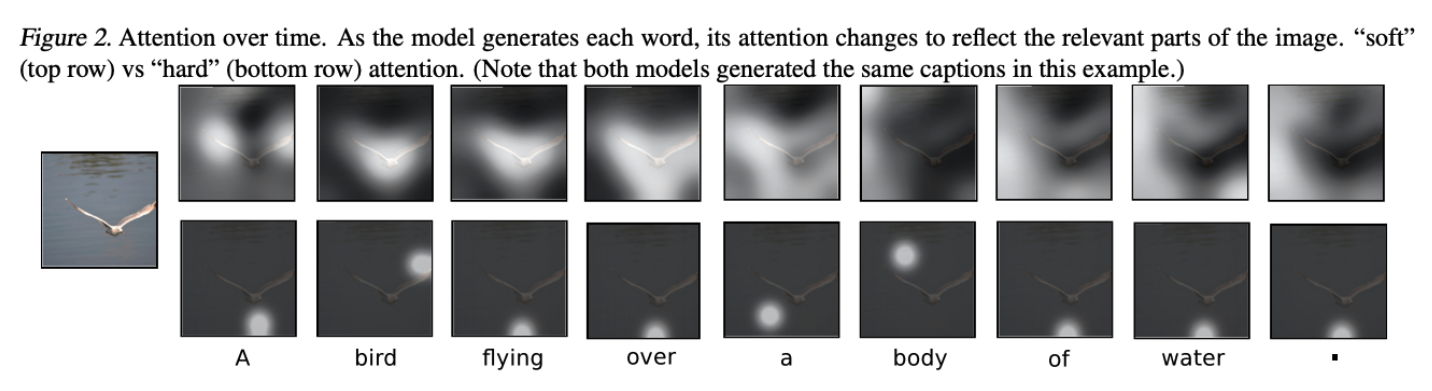 Figure 2. Attention over time. As the model generates each word, its attention changes to reflect the relevant parts of the image. “soft”
(top row) vs “hard” (bottom row) attention. (Note that both models generated the same captions in this example.)
A bird flying over a body of water .